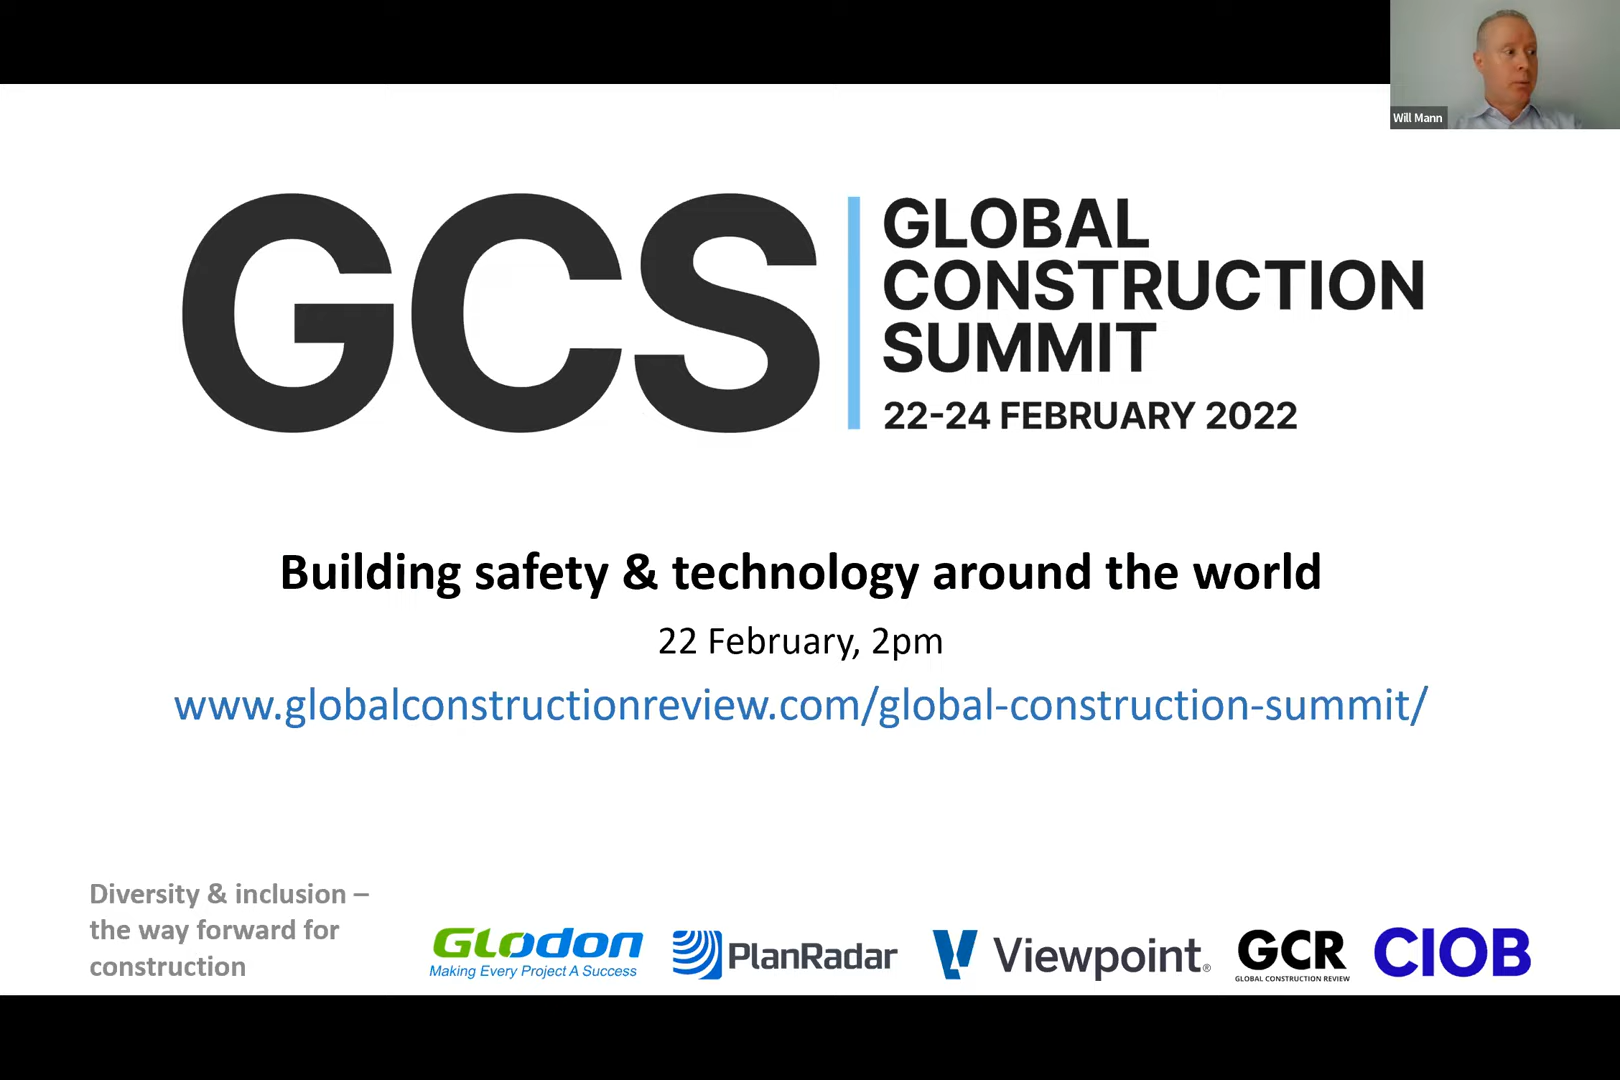 Will Mann
GCS
GLOBAL
CONSTRUCTION
SUMMIT
22-24 FEBRUARY 2022
Building safety & technology around the world
22 February, 2pm
www.globalconstructionreview.com/global-construction-summit/
Diversity & inclusion –
the way forward for
construction
GLodon
Making Every Project A Success
PlanRadar
Viewpoint®
GCR
GLOBAL CONSTRUCTION REVIEW
CIOB